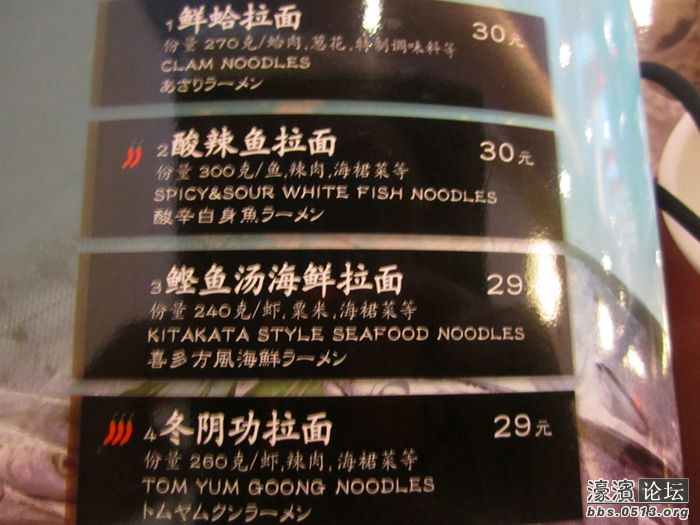 1鲜蛤拉面 30元
份量 270克/蛤肉,葱花,特制调味料等
CLAM NOODLES
あさりラーメン
2酸辣鱼拉面 30元
份量 300克/鱼,辣肉,海裙菜等
SPICY&SOUR WHITE FISH NOODLES
酸辛白身魚ラーメン
3鲣鱼汤海鲜拉面 29元
份量 240克/虾,粟米,海裙菜等
KITAKATA STYLE SEAFOOD NOODLES
喜多方風海鮮ラーメン
4冬阴功拉面 29元
份量 260克/虾,辣肉,海裙菜等
TOM YUM GOONG NOODLES
トムヤムクンラーメン
濠濱论坛
bbs.0513.org